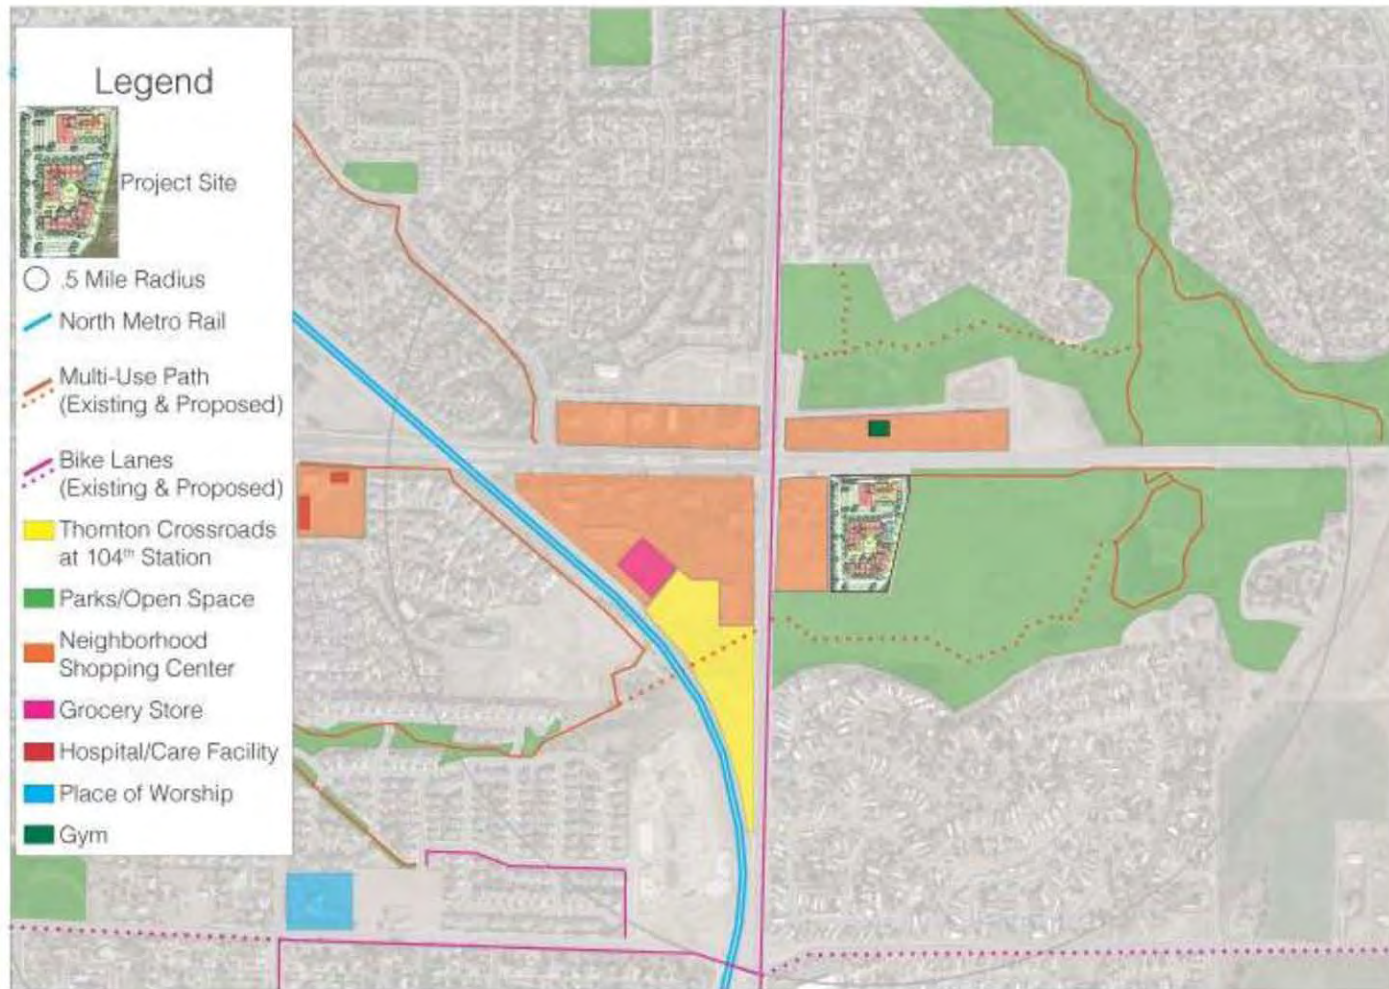 Legend
Project Site
.5 Mile Radius
North Metro Rail
Multi-Use Path
(Existing & Proposed)
Bike Lanes
(Existing & Proposed)
Thornton Crossroads
at 104th Station
Parks/Open Space
Neighborhood
Shopping Center
Grocery Store
Hospital/Care Facility
Place of Worship
Gym